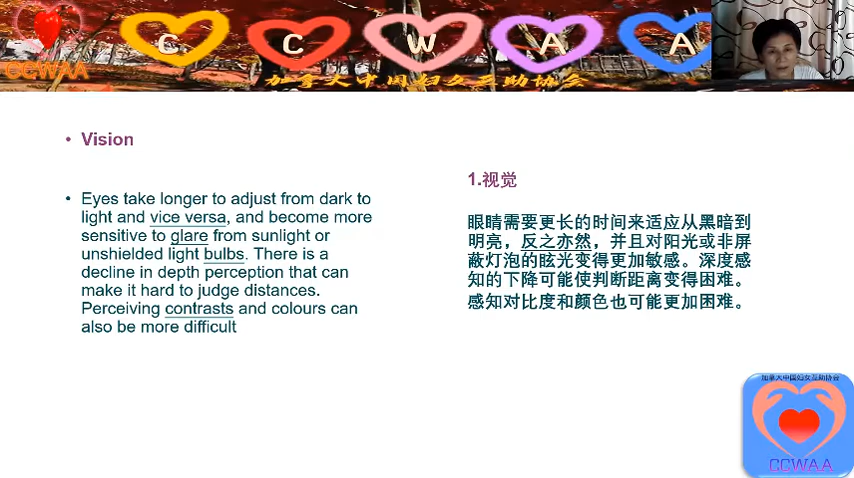 CCWAA
C C W A A
加拿大中国妇女互助协会
• Vision
• Eyes take longer to adjust from dark to
light and vice versa, and become more
sensitive to glare from sunlight or
unshielded light bulbs. There is a
decline in depth perception that can
make it hard to judge distances.
Perceiving contrasts and colours can
also be more difficult
1.视觉
眼睛需要更长的时间来适应从黑暗到
明亮，反之亦然，并且对阳光或非屏
蔽灯泡的眩光变得更加敏感。深度感
知的下降可能使判断距离变得困难。
感知对比度和颜色也可能更加困难。
加拿大中国妇女互助协会
CCWAA